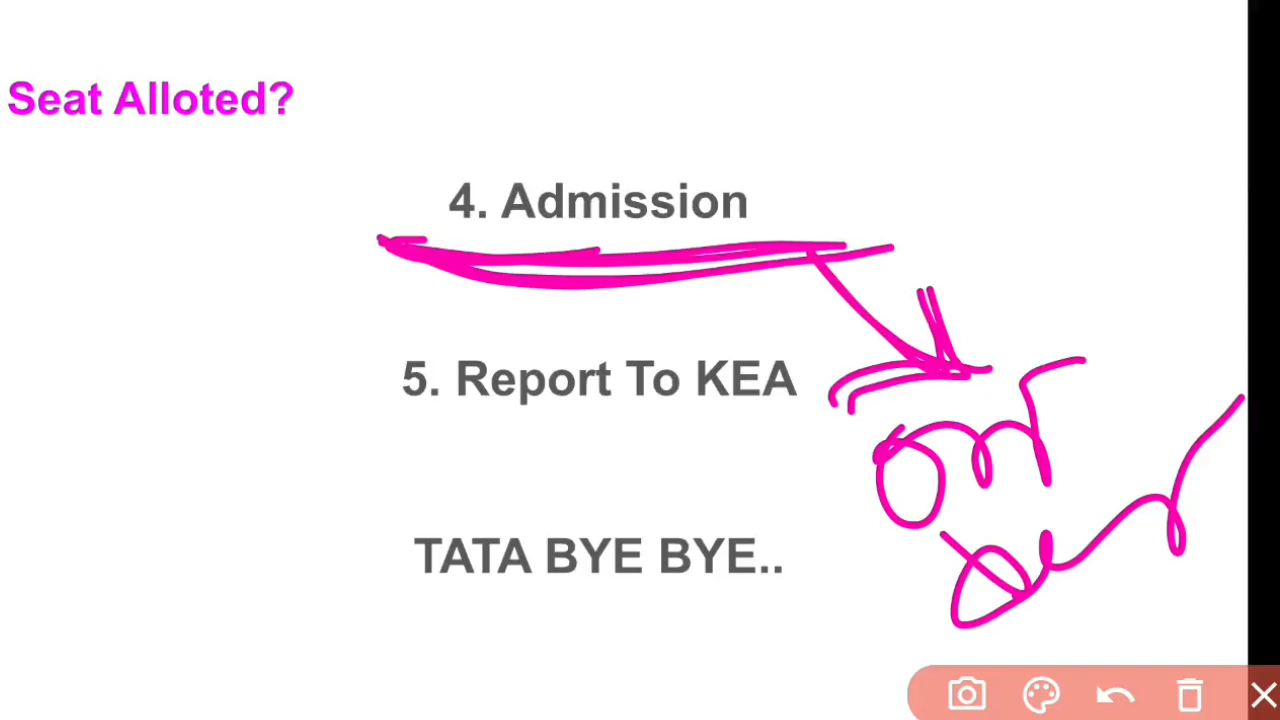 Seat Alloted?
4. Admission
5. Report To KEA
TATA BYE BYE..